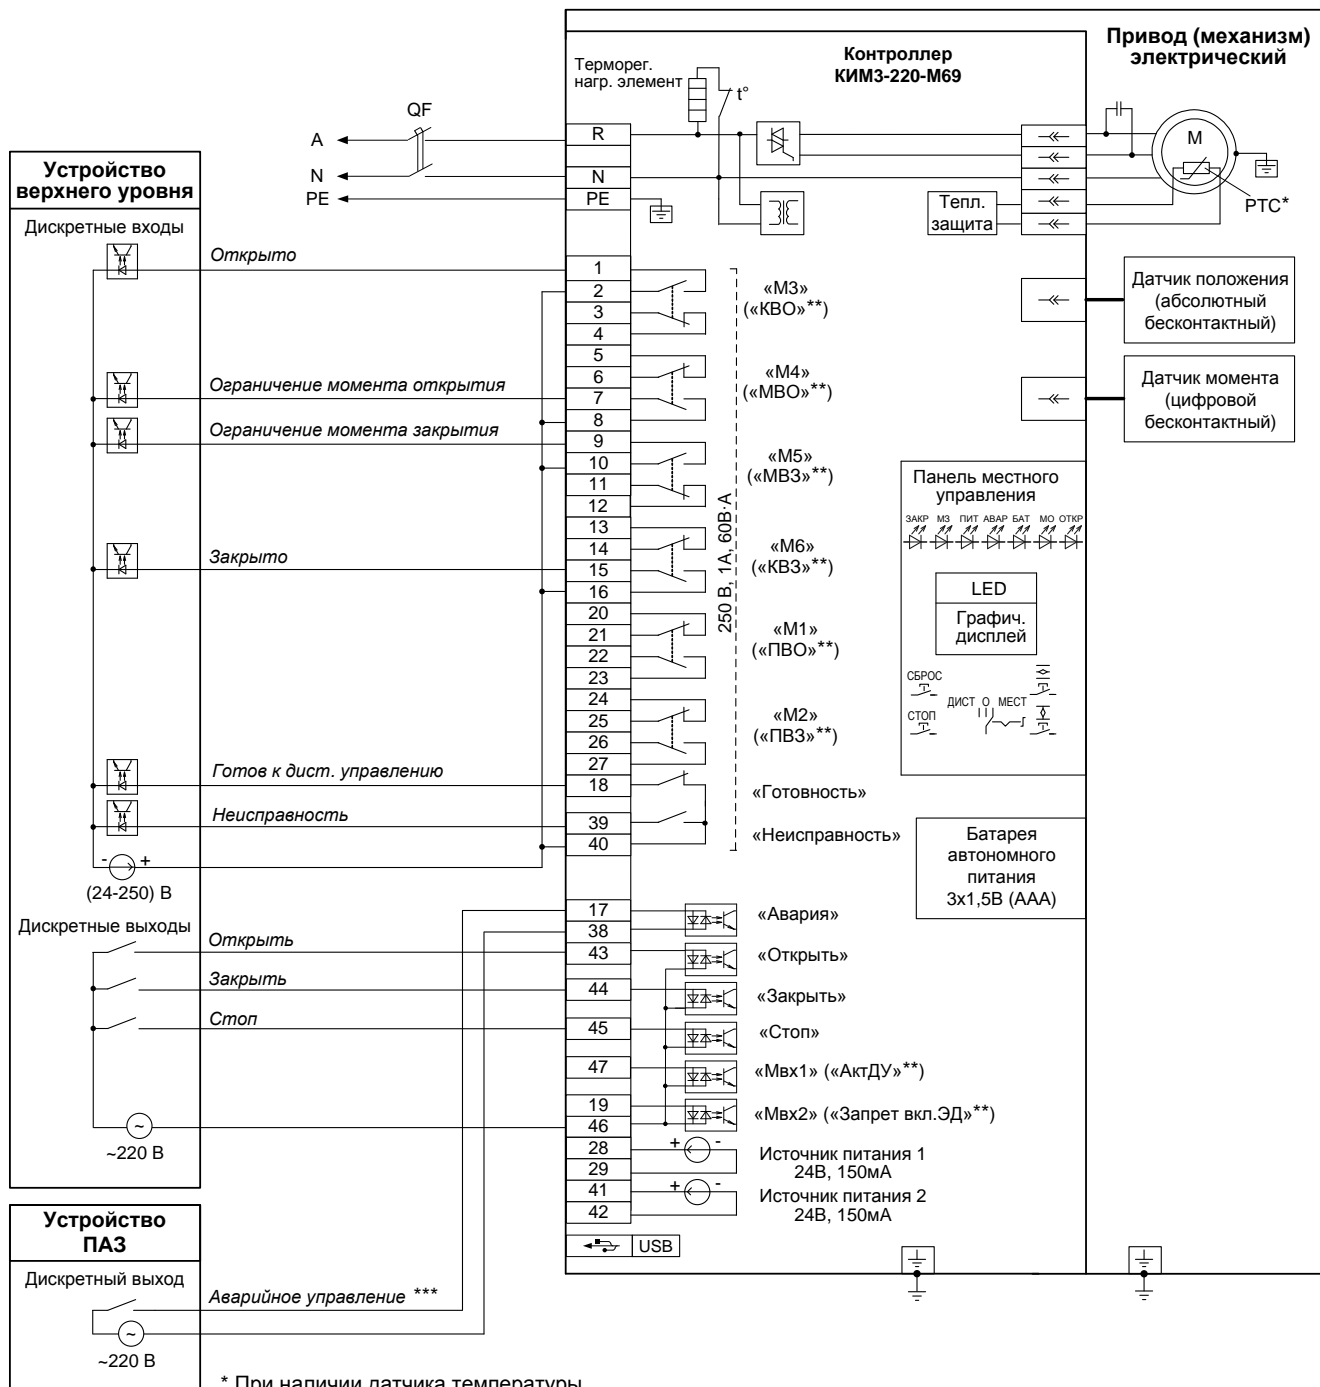 Привод (механизм)
электрический
Контроллер
КИМ3-220-М69
Терморег.
нагр. элемент
t°
QF
A
N
PE
R
N
PE
M
PTC*
Тепл.
защита
Устройство
верхнего уровня
Дискретные входы
Открыто
1
2
3
4
«М3»
(«КВО»**)
Датчик положения
(абсолютный
бесконтактный)
5
6
7
8
Ограничение момента открытия
«М4»
(«МВО»**)
Датчик момента
(цифровой
бесконтактный)
Ограничение момента закрытия
9
10
11
12
«М5»
(«МВЗ»**)
250 В, 1А, 60В·А
Панель местного
управления
ЗАКР МЗ ПИТ АВАР БАТ МО ОТКР
Закрыто
13
14
15
16
«М6»
(«КВЗ»**)
LED
Графич.
дисплей
20
21
22
23
«М1»
(«ПВО»**)
СБРОС
СТОП
ДИСТ О МЕСТ
24
25
26
27
«М2»
(«ПВЗ»**)
Готов к дист. управлению
18
«Готовность»
Неисправность
39
40
«Неисправность»
Батарея
автономного
питания
3x1,5В (ААА)
- +
(24-250) В
Дискретные выходы
17
38
«Авария»
Открыть
43
«Открыть»
Закрыть
44
«Закрыть»
Стоп
45
«Стоп»
47
«Мвх1» («АктДУ»**)
19
46
«Мвх2» («Запрет вкл.ЭД»**)
~
~220 В
28
29
+ -
Источник питания 1
24В, 150мА
41
42
+ -
Источник питания 2
24В, 150мА
USB
Устройство
ПАЗ
Дискретный выход
Аварийное управление ***
~
~220 В
* При наличии датчика температуры